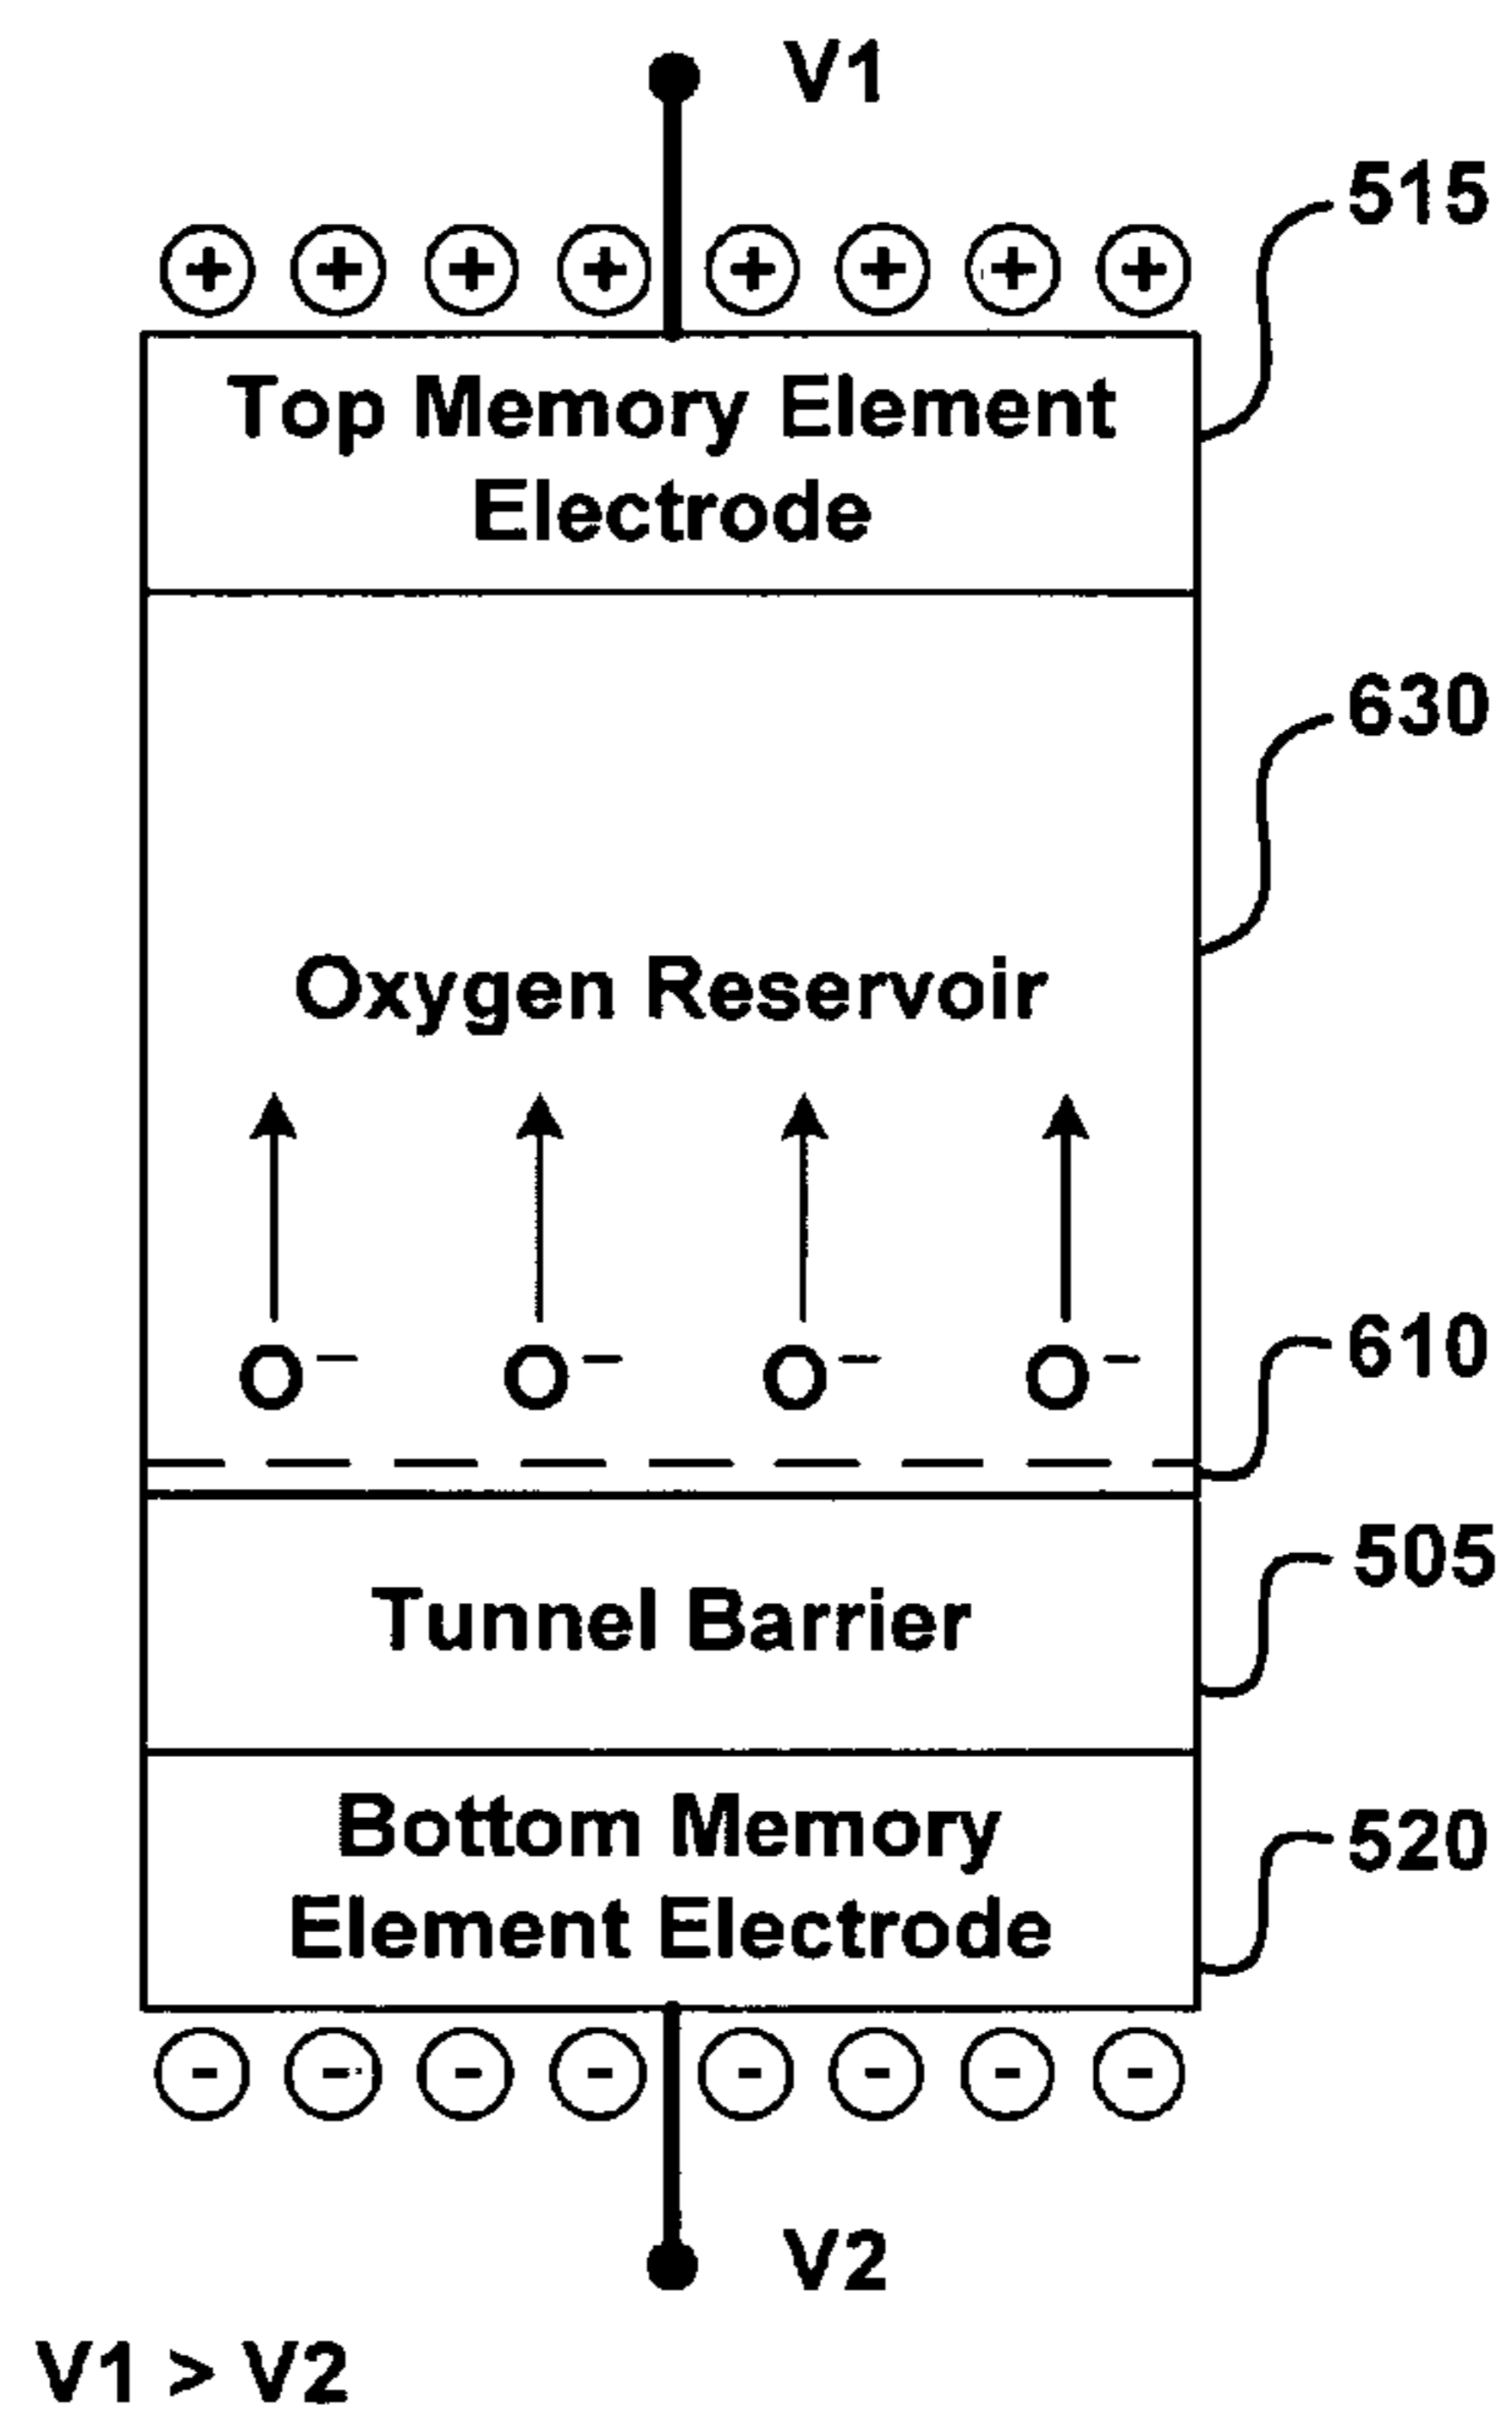 V1
515
+ + + + + + + +
Top Memory Element
Electrode
630
Oxygen Reservoir
O⁻ O⁻ O⁻ O⁻
610
505
Tunnel Barrier
520
Bottom Memory
Element Electrode
- - - - - - - -
V2
V1 > V2